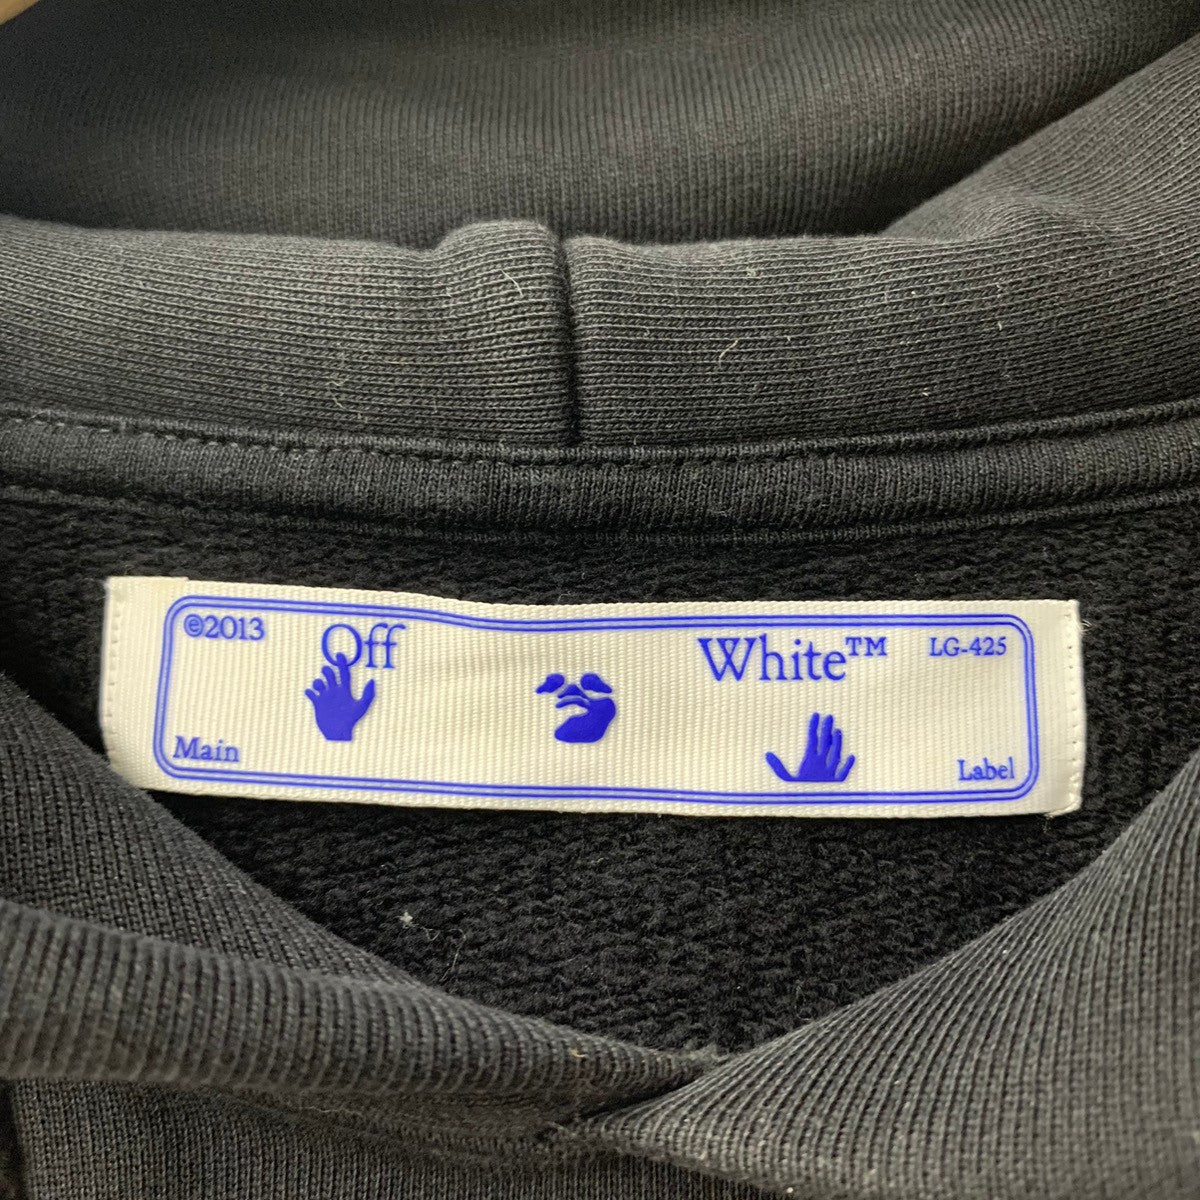 ©2013 Off White™ LG-425
Main Label